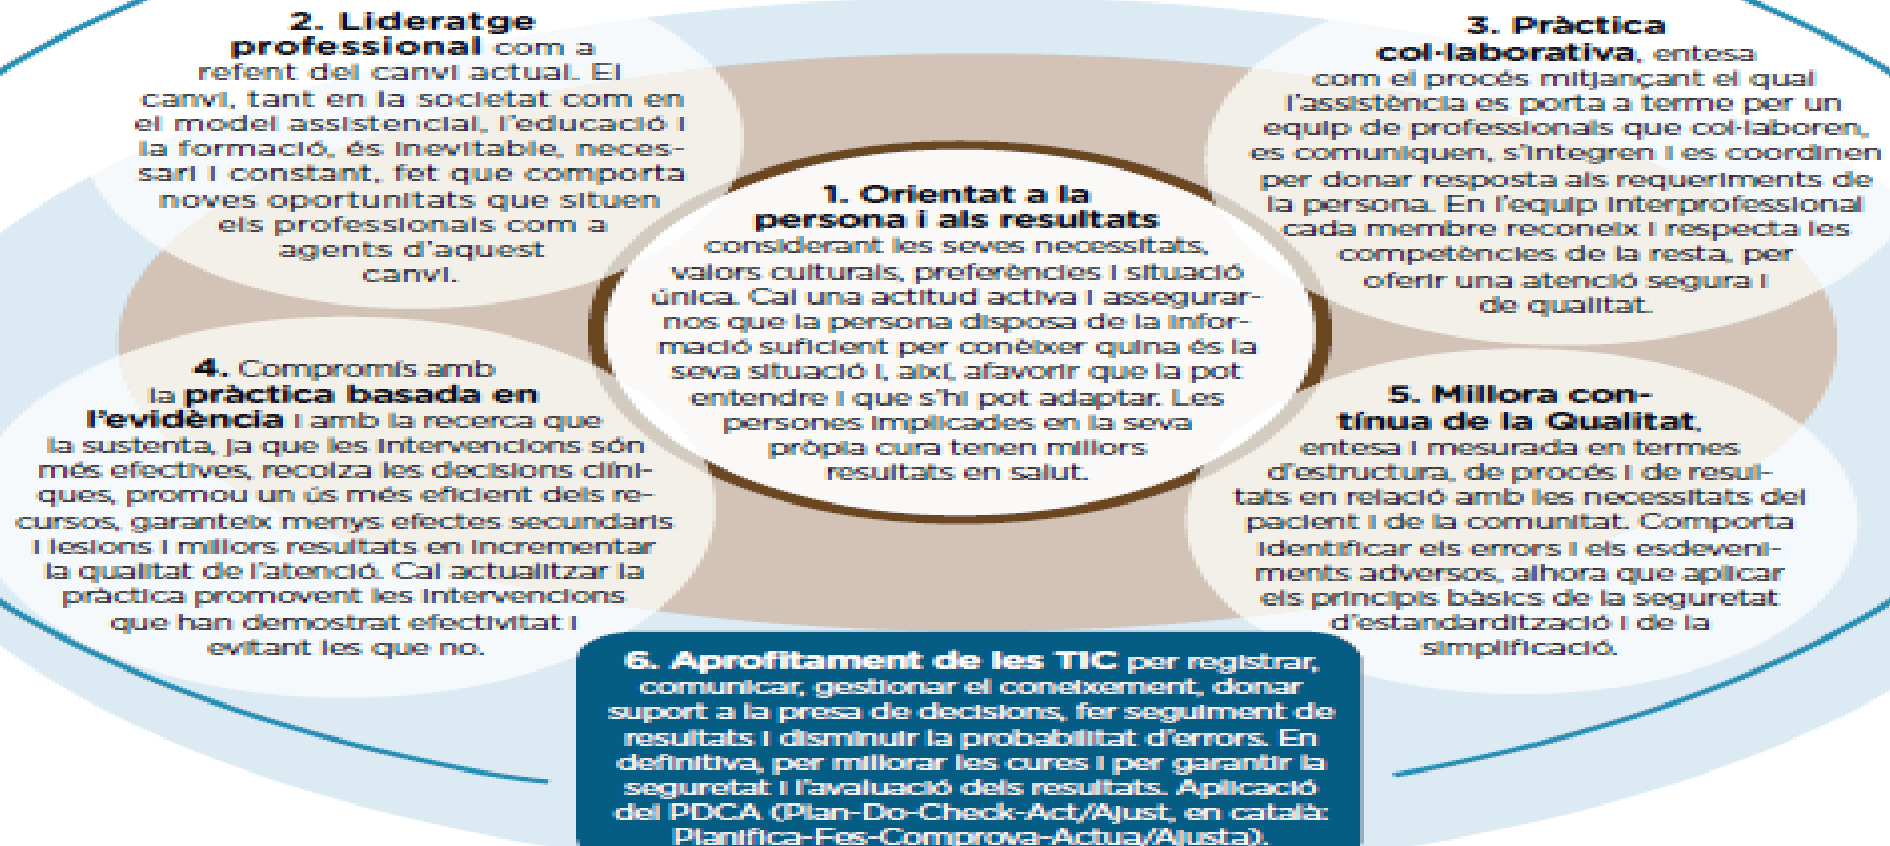 2. Lideratge
professional com a
refent del canvi actual. El
canvi, tant en la societat com en
el model assistencial, l'educació i
la formació, és inevitable, neces-
sari i constant, fet que comporta
noves oportunitats que situen
els professionals com a
agents d'aquest
canvi.
3. Pràctica
col·laborativa, entesa
com el procés mitjançant el qual
l'assistència es porta a terme per un
equip de professionals que col·laboren,
es comuniquen, s'integren i es coordinen
per donar resposta als requeriments de
la persona. En l'equip interprofessional
cada membre reconeix i respecta les
competències de la resta, per
oferir una atenció segura i
de qualitat.
1. Orientat a la
persona i als resultats
considerant les seves necessitats,
valors culturals, preferències i situació
única. Cal una actitud activa i assegurar-
nos que la persona disposa de la infor-
mació suficient per conèixer quina és la
seva situació i, així, afavorir que la pot
entendre i que s'hi pot adaptar. Les
persones implicades en la seva
pròpia cura tenen millors
resultats en salut.
4. Compromís amb
la pràctica basada en
l'evidència i amb la recerca que
la sustenta, ja que les intervencions són
més efectives, recolza les decisions clíni-
ques, promou un ús més eficient dels re-
cursos, garanteix menys efectes secundaris
i lesions i millors resultats en incrementar
la qualitat de l'atenció. Cal actualitzar la
pràctica promovent les intervencions
que han demostrat efectivitat i
evitant les que no.
5. Millora con-
tínua de la Qualitat,
entesa i mesurada en termes
d'estructura, de procés i de resul-
tats en relació amb les necessitats del
pacient i de la comunitat. Comporta
identificar els errors i els esdeveni-
ments adversos, alhora que aplicar
els principis bàsics de la seguretat
d'estandardització i de la
simplificació.
6. Aprofitament de les TIC per registrar,
comunicar, gestionar el coneixement, donar
suport a la presa de decisions, fer seguiment de
resultats i disminuir la probabilitat d'errors. En
definitiva, per millorar les cures i per garantir la
seguretat i l'avaluació dels resultats. Aplicació
del PDCA (Plan-Do-Check-Act/Ajust, en català:
Planifica-Fes-Comprova-Actua/Ajusta).